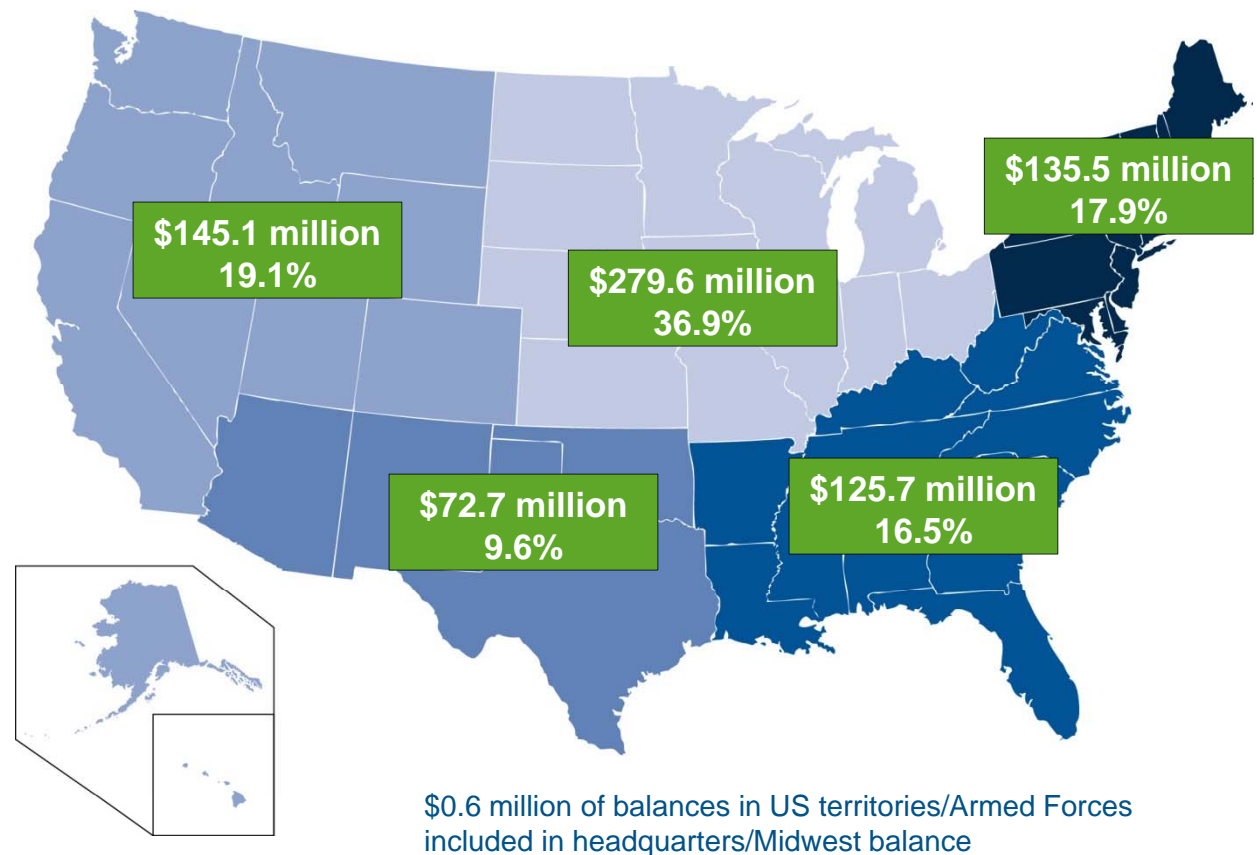 $135.5 million
17.9%
$145.1 million
19.1%
$279.6 million
36.9%
$72.7 million
9.6%
$125.7 million
16.5%
$0.6 million of balances in US territories/Armed Forces
included in headquarters/Midwest balance